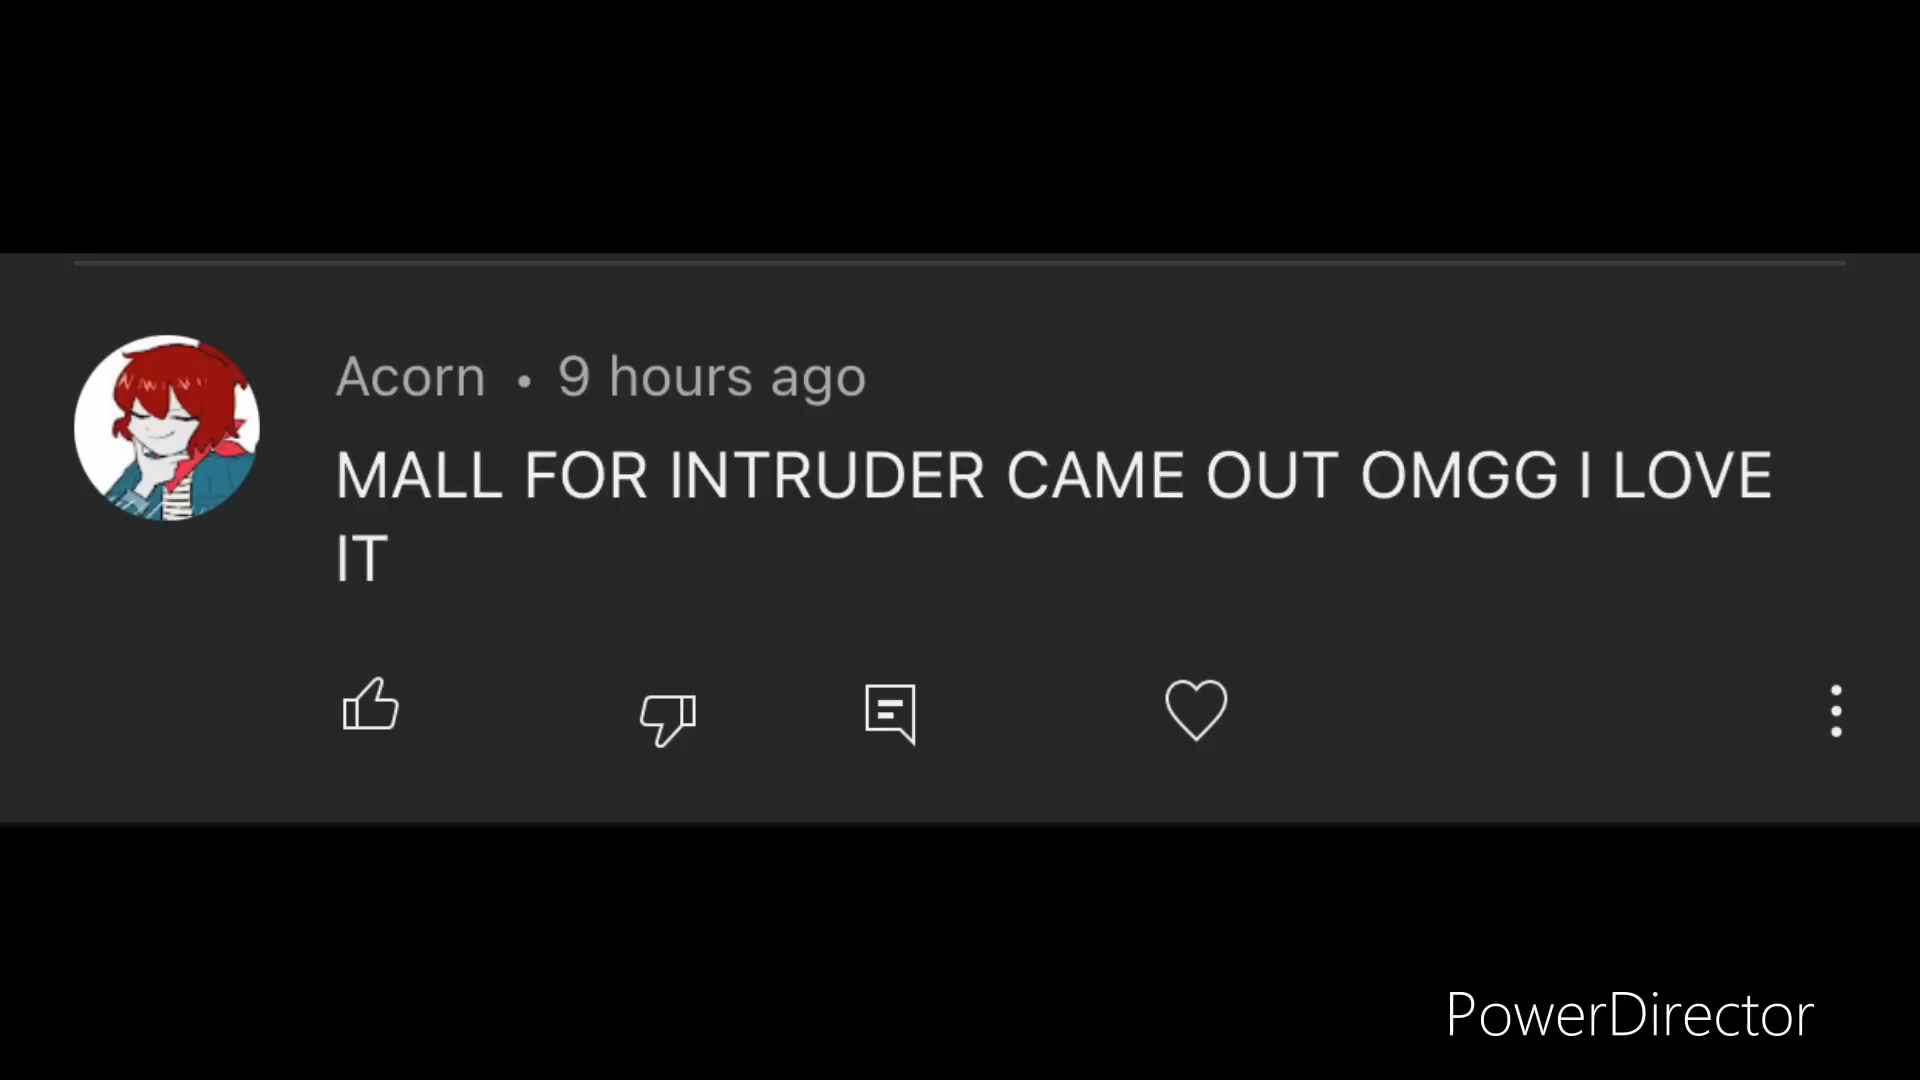 Acorn • 9 hours ago
MALL FOR INTRUDER CAME OUT OMGG I LOVE
IT
PowerDirector